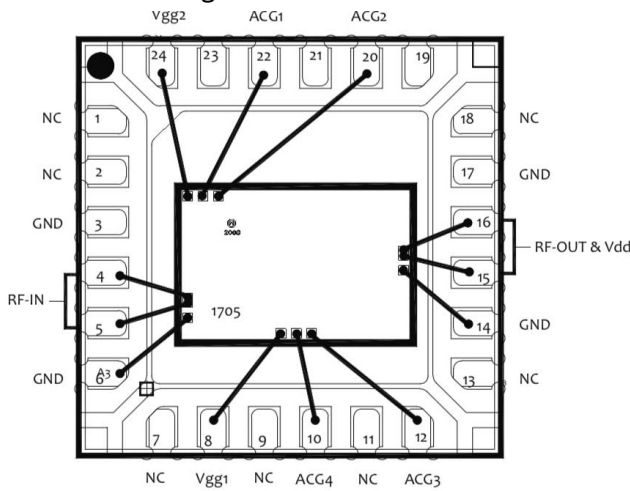 Vgg2 ACG1 ACG2
24 23 22 21 20 19
NC 1 18 NC
NC 2 17 GND
GND 3 16
2008
RF-OUT & Vdd
4 15
RF-IN
1705
5 14 GND
GND 6 A3 13 NC
7 8 9 10 11 12
NC Vgg1 NC ACG4 NC ACG3